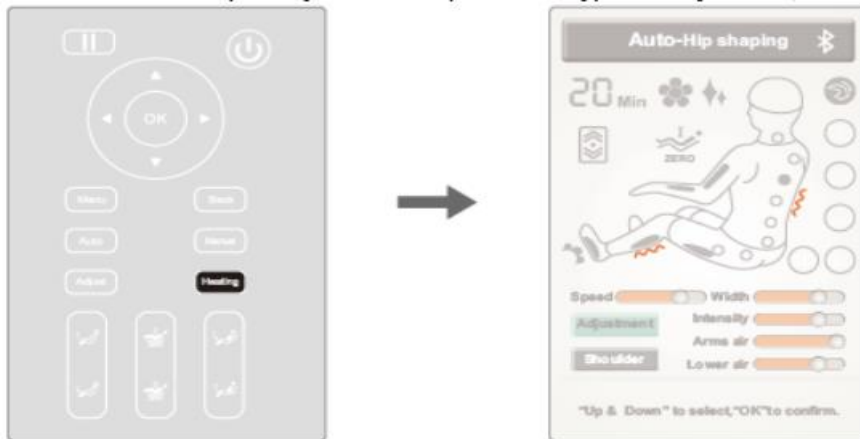 OK
Menu
Back
Auto
Adjust
Heating
Auto-Hip shaping
20 Min
I
ZERO
Speed
Width
Adjustment
Intensity
Arms air
Shoulder
Lower air
"Up & Down" to select,"OK"to confirm.